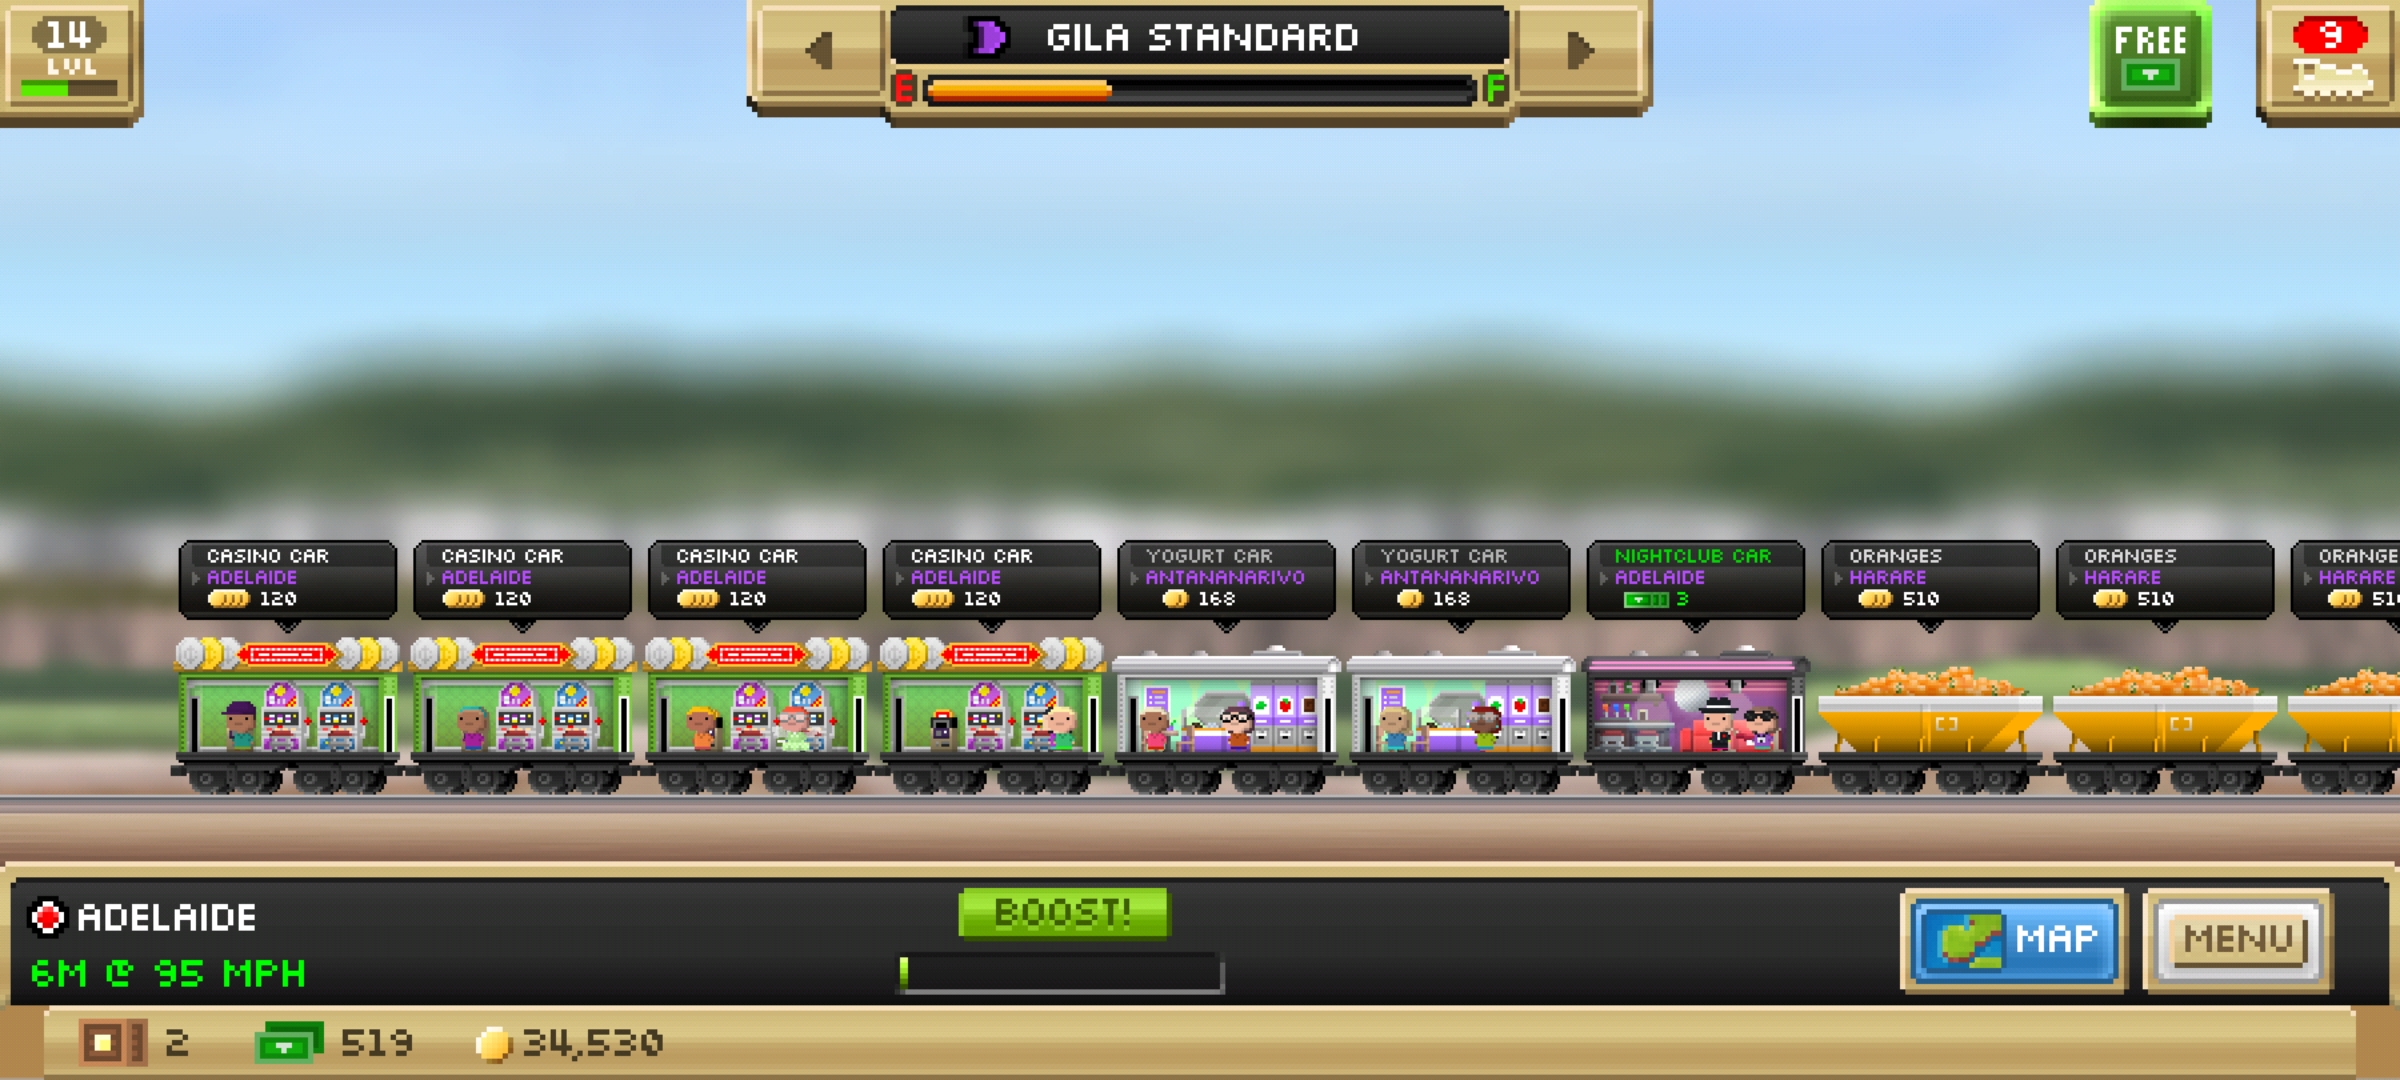 14
LVL
GILA STANDARD
E F
FREE
9
CASINO CAR
ADELAIDE
120
CASINO CAR
ADELAIDE
120
CASINO CAR
ADELAIDE
120
CASINO CAR
ADELAIDE
120
YOGURT CAR
ANTANANARIVO
168
YOGURT CAR
ANTANANARIVO
168
NIGHTCLUB CAR
ADELAIDE
3
ORANGES
HARARE
510
ORANGES
HARARE
510
ORANGE
HARARE
51
ADELAIDE
6M @ 95 MPH
BOOST!
MAP
MENU
2
519
34,530